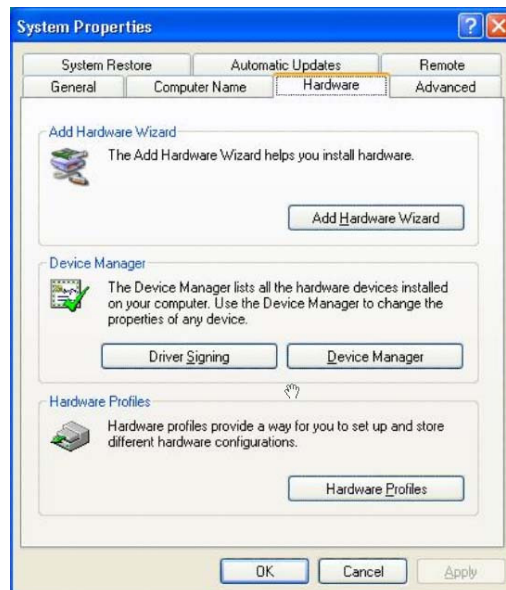 System Properties
System Restore
Automatic Updates
Remote
General
Computer Name
Hardware
Advanced
Add Hardware Wizard
The Add Hardware Wizard helps you install hardware.
Add Hardware Wizard
Device Manager
The Device Manager lists all the hardware devices installed
on your computer. Use the Device Manager to change the
properties of any device.
Driver Signing
Device Manager
Hardware Profiles
Hardware profiles provide a way for you to set up and store
different hardware configurations.
Hardware Profiles
OK
Cancel
Apply